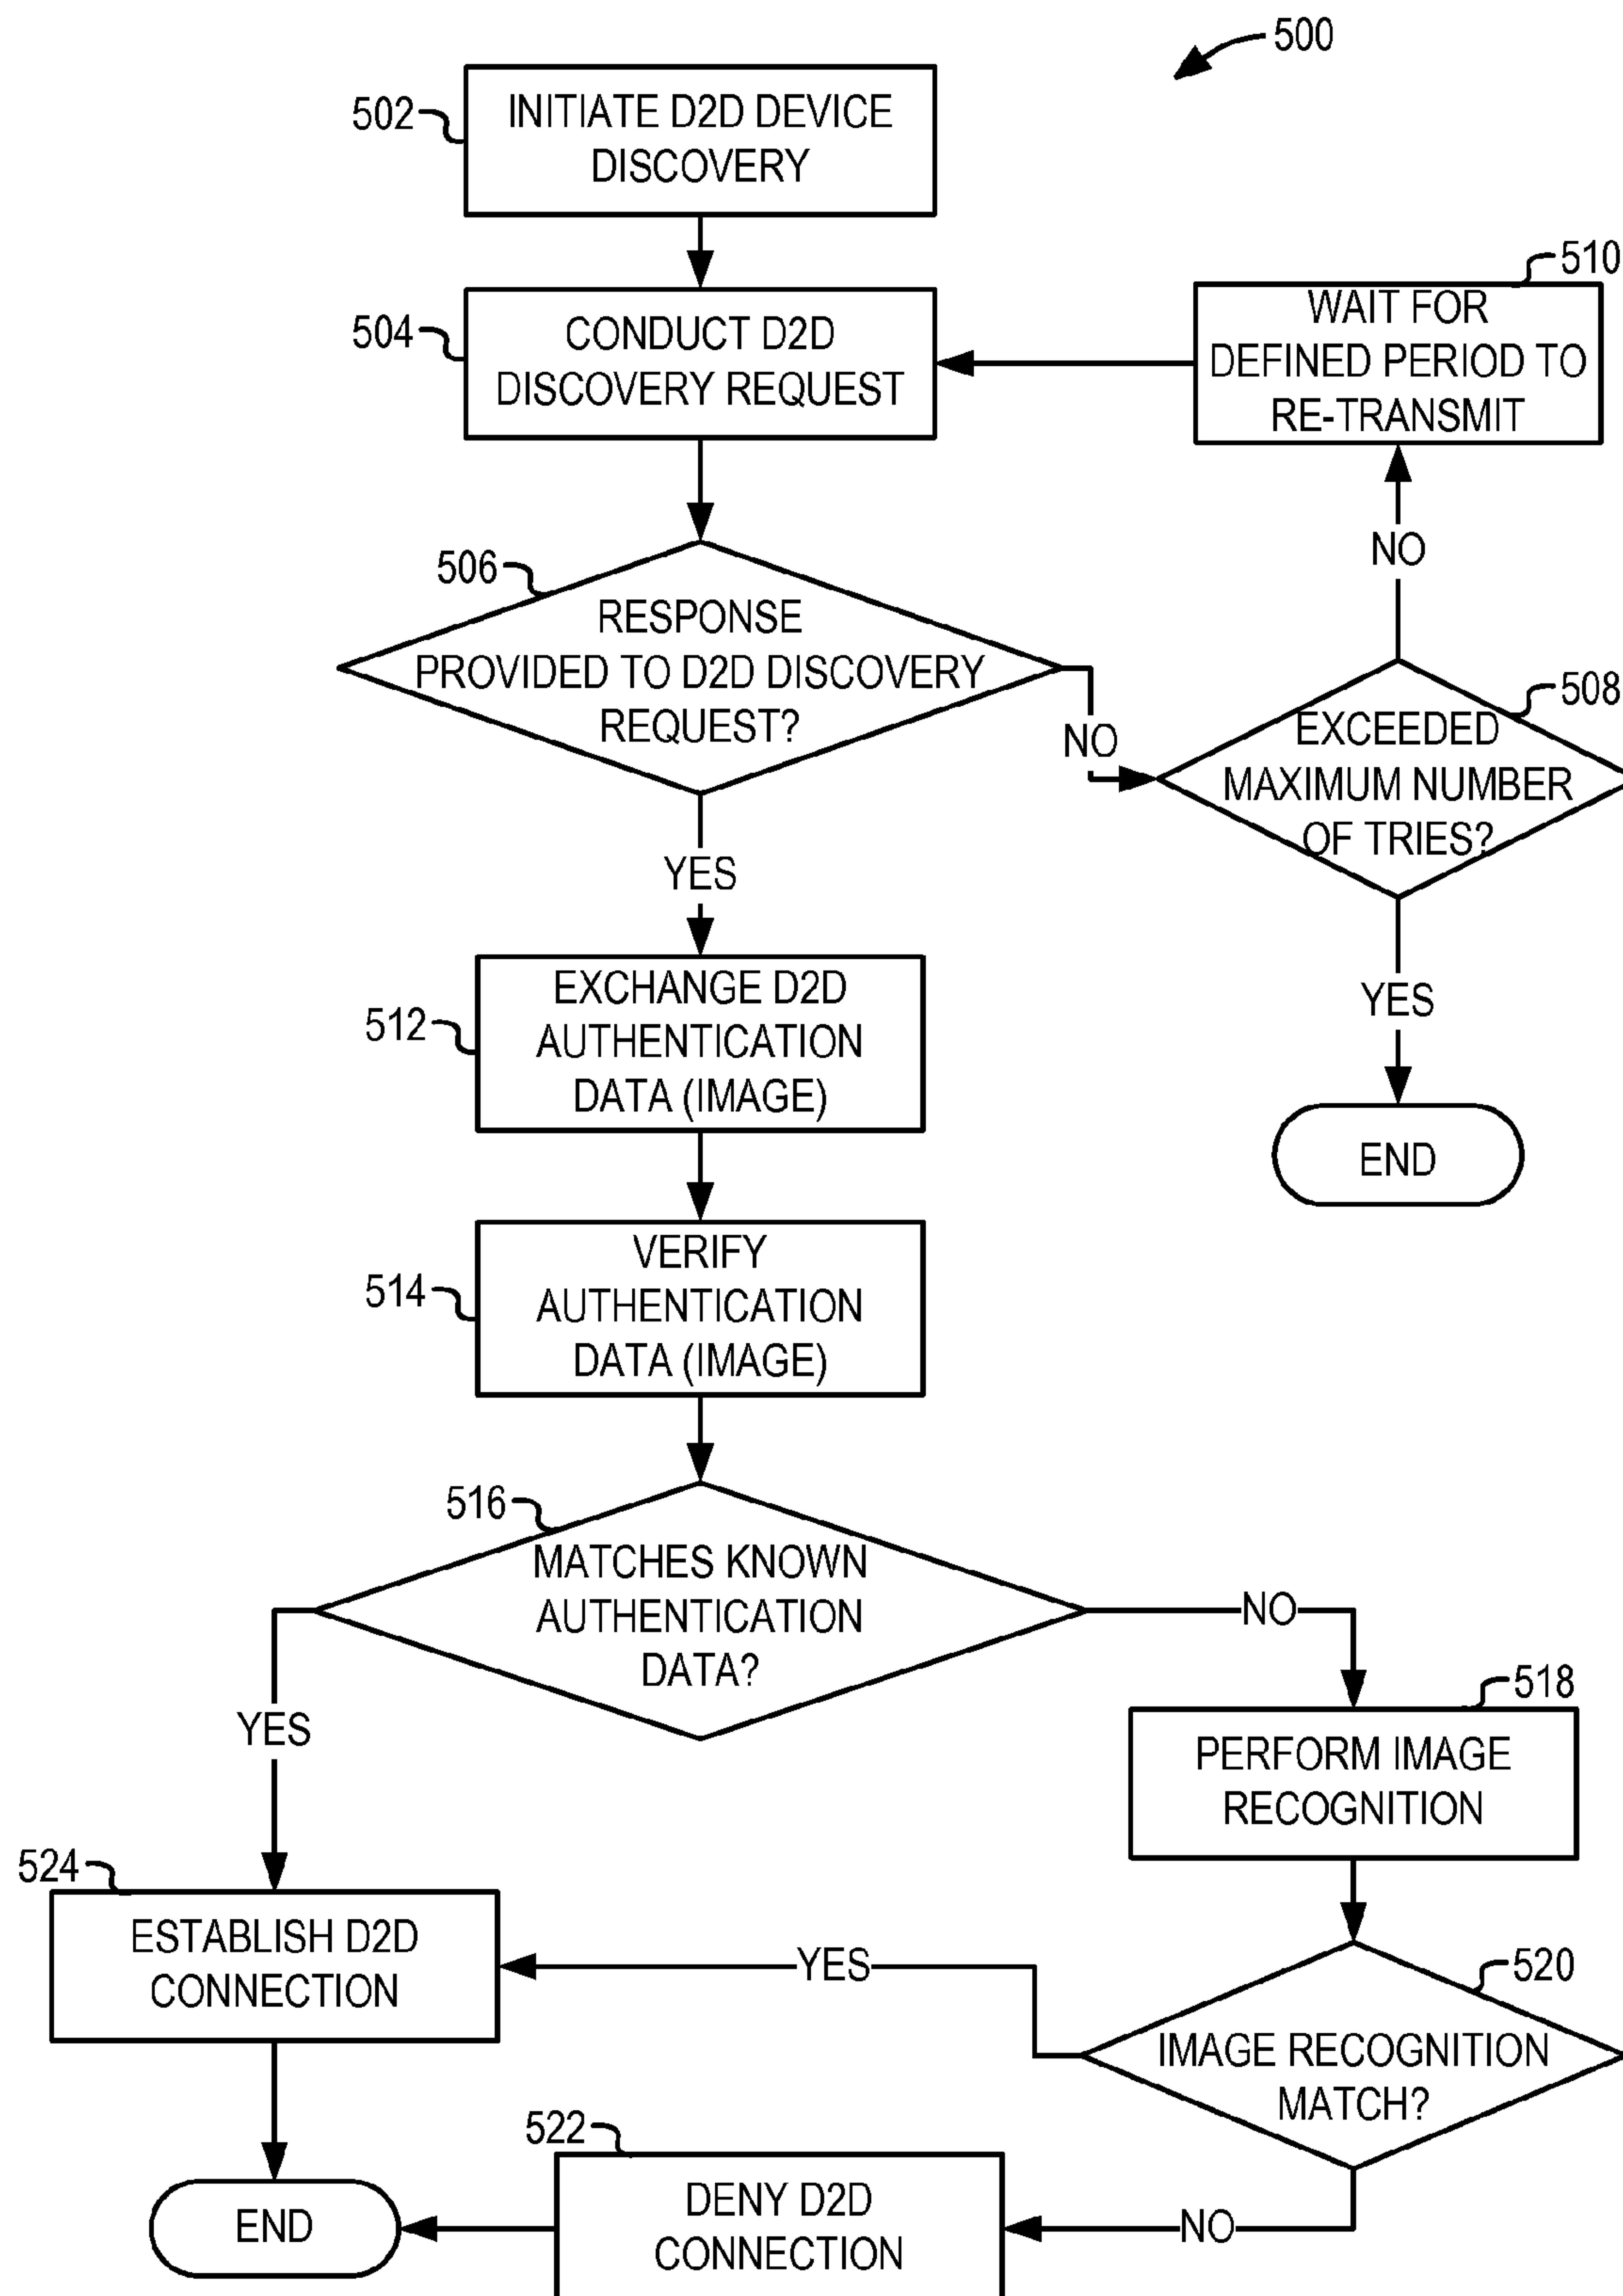 500
502
INITIATE D2D DEVICE
DISCOVERY
504
CONDUCT D2D
DISCOVERY REQUEST
510
WAIT FOR
DEFINED PERIOD TO
RE-TRANSMIT
NO
506
RESPONSE
PROVIDED TO D2D DISCOVERY
REQUEST?
NO
508
EXCEEDED
MAXIMUM NUMBER
OF TRIES?
YES
YES
END
512
EXCHANGE D2D
AUTHENTICATION
DATA (IMAGE)
514
VERIFY
AUTHENTICATION
DATA (IMAGE)
516
MATCHES KNOWN
AUTHENTICATION
DATA?
NO
YES
518
PERFORM IMAGE
RECOGNITION
524
ESTABLISH D2D
CONNECTION
YES
520
IMAGE RECOGNITION
MATCH?
522
DENY D2D
CONNECTION
NO
END